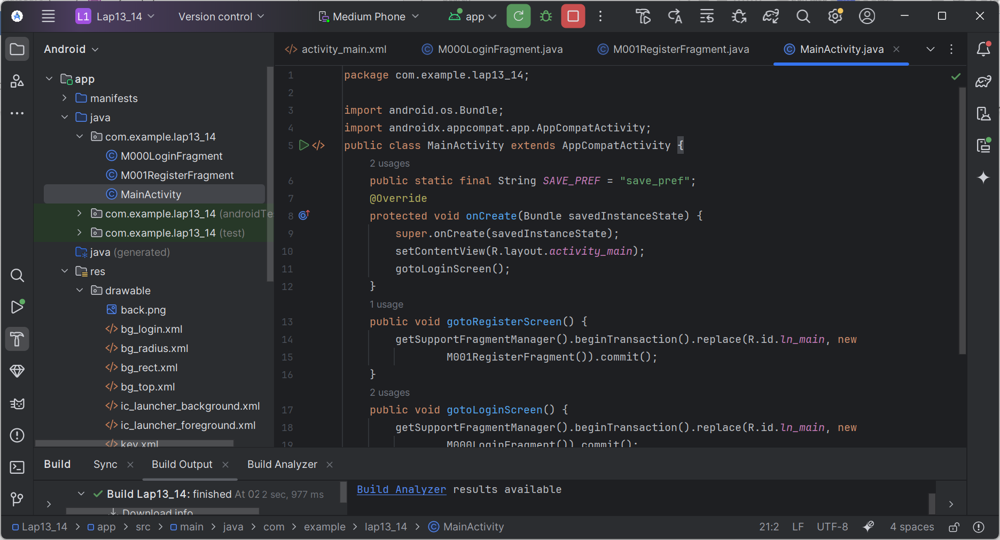 L1 Lap13_14 Version control Medium Phone app
Android
activity_main.xml M000LoginFragment.java M001RegisterFragment.java MainActivity.java
app
manifests
java
com.example.lap13_14
M000LoginFragment
M001RegisterFragment
MainActivity
com.example.lap13_14 (androidTe
com.example.lap13_14 (test)
java (generated)
res
drawable
back.png
bg_login.xml
bg_radius.xml
bg_rect.xml
bg_top.xml
ic_launcher_background.xml
ic_launcher_foreground.xml
key.xml
1 package com.example.lap13_14;
2
3 import android.os.Bundle;
4 import androidx.appcompat.app.AppCompatActivity;
5 public class MainActivity extends AppCompatActivity {
2 usages
6 public static final String SAVE_PREF = "save_pref";
7 @Override
8 protected void onCreate(Bundle savedInstanceState) {
9 super.onCreate(savedInstanceState);
10 setContentView(R.layout.activity_main);
11 gotoLoginScreen();
12 }
1 usage
13 public void gotoRegisterScreen() {
14 getSupportFragmentManager().beginTransaction().replace(R.id.ln_main, new
15 M001RegisterFragment()).commit();
16 }
2 usages
17 public void gotoLoginScreen() {
18 getSupportFragmentManager().beginTransaction().replace(R.id.ln_main, new
19 M000LoginFragment()).commit();
Build Sync Build Output Build Analyzer
Build Lap13_14: finished At 02 2 sec, 977 ms
Download info
Build Analyzer results available
Lap13_14 > app > src > main > java > com > example > lap13_14 > MainActivity
21:2 LF UTF-8 4 spaces